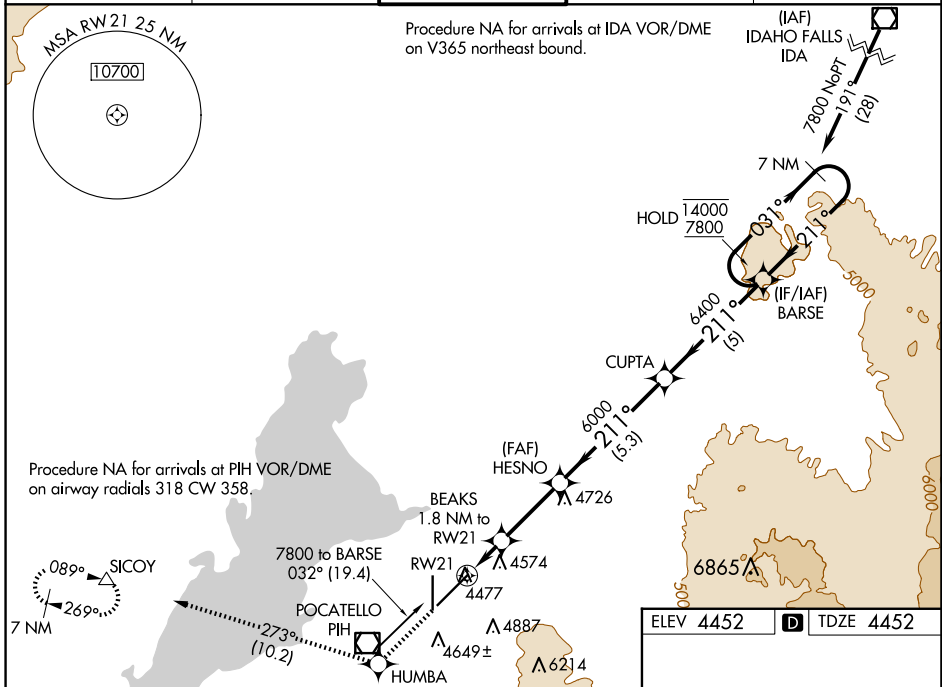 MSA RW 21 25 NM
10700
Procedure NA for arrivals at IDA VOR/DME
on V365 northeast bound.
(IAF)
IDAHO FALLS
IDA
7800 NoPT
191°
(28)
7 NM
HOLD
14000
7800
031°
211°
(IF/IAF)
BARSE
5000
6400
211°
(5)
CUPTA
6000
211°
(5.3)
(FAF)
HESNO
4726
6000
Procedure NA for arrivals at PIH VOR/DME
on airway radials 318 CW 358.
BEAKS
1.8 NM to
RW21
4574
7800 to BARSE
032° (19.4)
RW21
4477
6865
5000
089°
SICOY
269°
7 NM
POCATELLO
PIH
273°
(10.2)
HUMBA
4887
4649±
6214
ELEV 4452
D
TDZE 4452